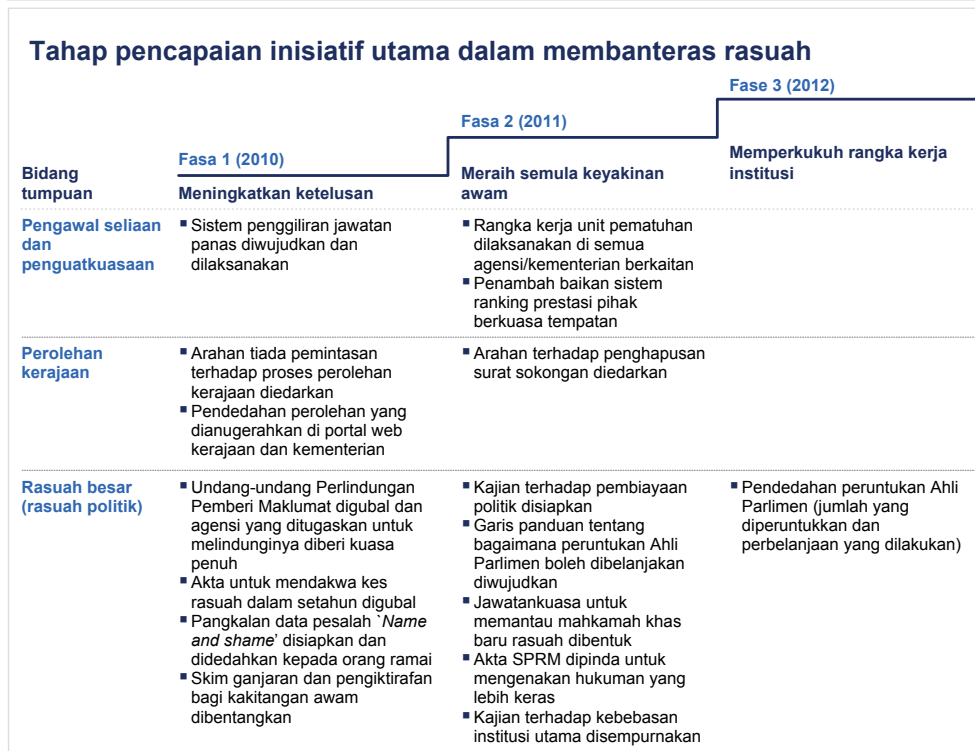 Tahap pencapaian inisiatif utama dalam membanteras rasuah
Bidang
tumpuan
Fasa 1 (2010)
Meningkatkan ketelusan
Fasa 2 (2011)
Meraih semula keyakinan
awam
Fase 3 (2012)
Memperkukuh rangka kerja
institusi
Pengawal seliaan
dan
penguatkuasaan
▪ Sistem penggiliran jawatan
panas diwujudkan dan
dilaksanakan
▪ Rangka kerja unit pematuhan
dilaksanakan di semua
agensi/kementerian berkaitan
▪ Penambah baikan sistem
ranking prestasi pihak
berkuasa tempatan
Perolehan
kerajaan
▪ Arahan tiada pemintasan
terhadap proses perolehan
kerajaan diedarkan
▪ Pendedahan perolehan yang
dianugerahkan di portal web
kerajaan dan kementerian
▪ Arahan terhadap penghapusan
surat sokongan diedarkan
Rasuah besar
(rasuah politik)
▪ Undang-undang Perlindungan
Pemberi Maklumat digubal dan
agensi yang ditugaskan untuk
melindunginya diberi kuasa
penuh
▪ Akta untuk mendakwa kes
rasuah dalam setahun digubal
▪ Pangkalan data pesalah `Name
and shame’ disiapkan dan
didedahkan kepada orang ramai
▪ Skim ganjaran dan pengiktirafan
bagi kakitangan awam
dibentangkan
▪ Kajian terhadap pembiayaan
politik disiapkan
▪ Garis panduan tentang
bagaimana peruntukan Ahli
Parlimen boleh dibelanjakan
diwujudkan
▪ Jawatankuasa untuk
memantau mahkamah khas
baru rasuah dibentuk
▪ Akta SPRM dipinda untuk
mengenakan hukuman yang
lebih keras
▪ Kajian terhadap kebebasan
institusi utama disempurnakan
▪ Pendedahan peruntukan Ahli
Parlimen (jumlah yang
diperuntukkan dan
perbelanjaan yang dilakukan)